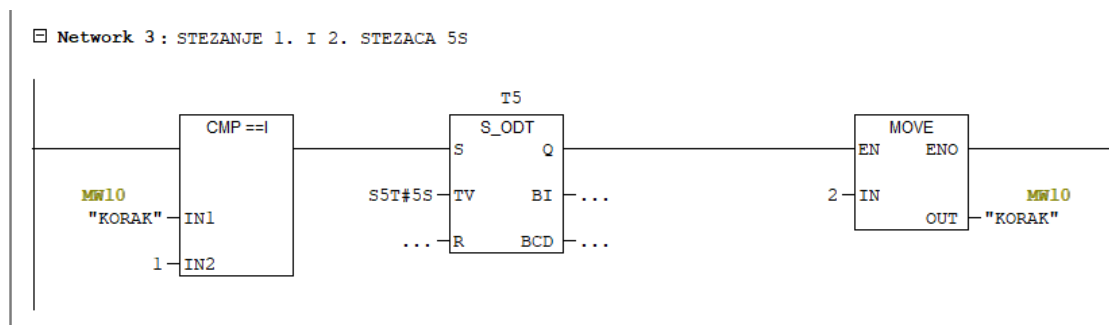 Network 3: STEZANJE 1. I 2. STEZACA 5S
T5
CMP ==I
S_ODT
MOVE
S Q
EN ENO
MW10
S5T#5S TV BI ...
2 IN
MW10
"KORAK" IN1
OUT "KORAK"
... R BCD ...
1 IN2